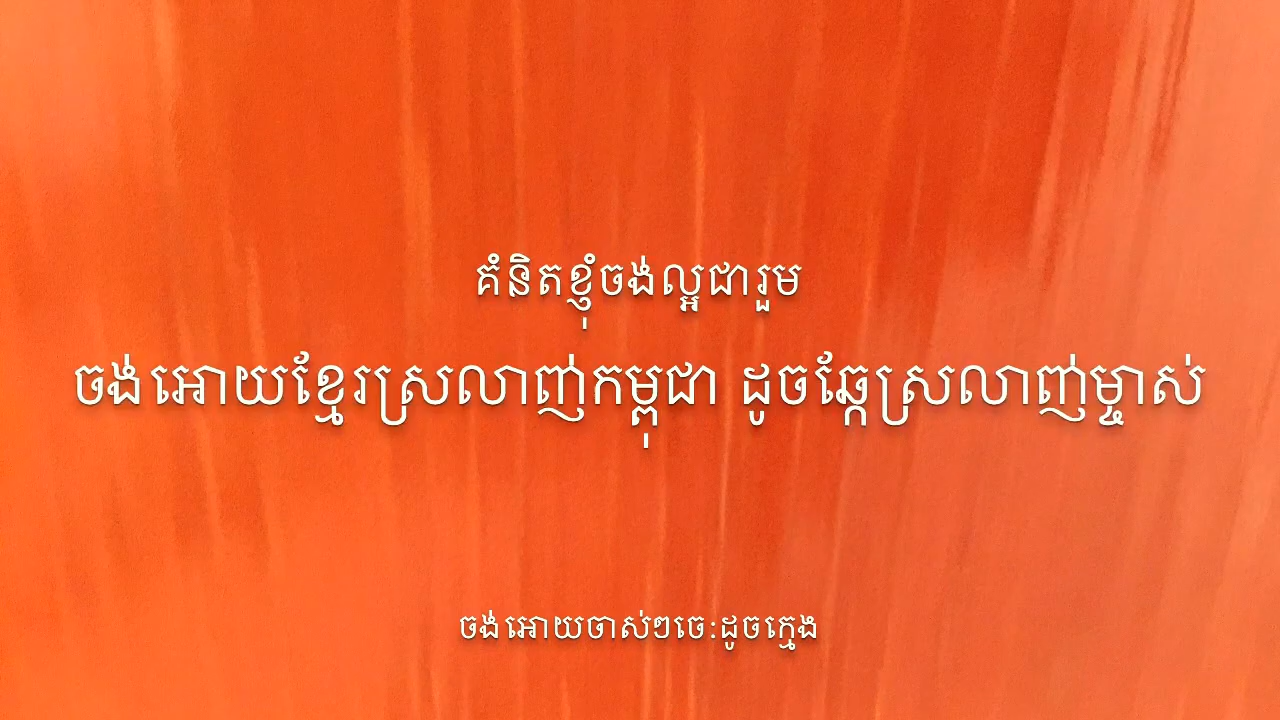 គំនិតខ្ញុំចង់ល្អជារួម
ចង់អោយខ្មែរស្រលាញ់កម្ពុជា ដូចឆ្កែស្រលាញ់ម្ចាស់
ចង់អោយចាស់ៗចេះដូចក្មេង